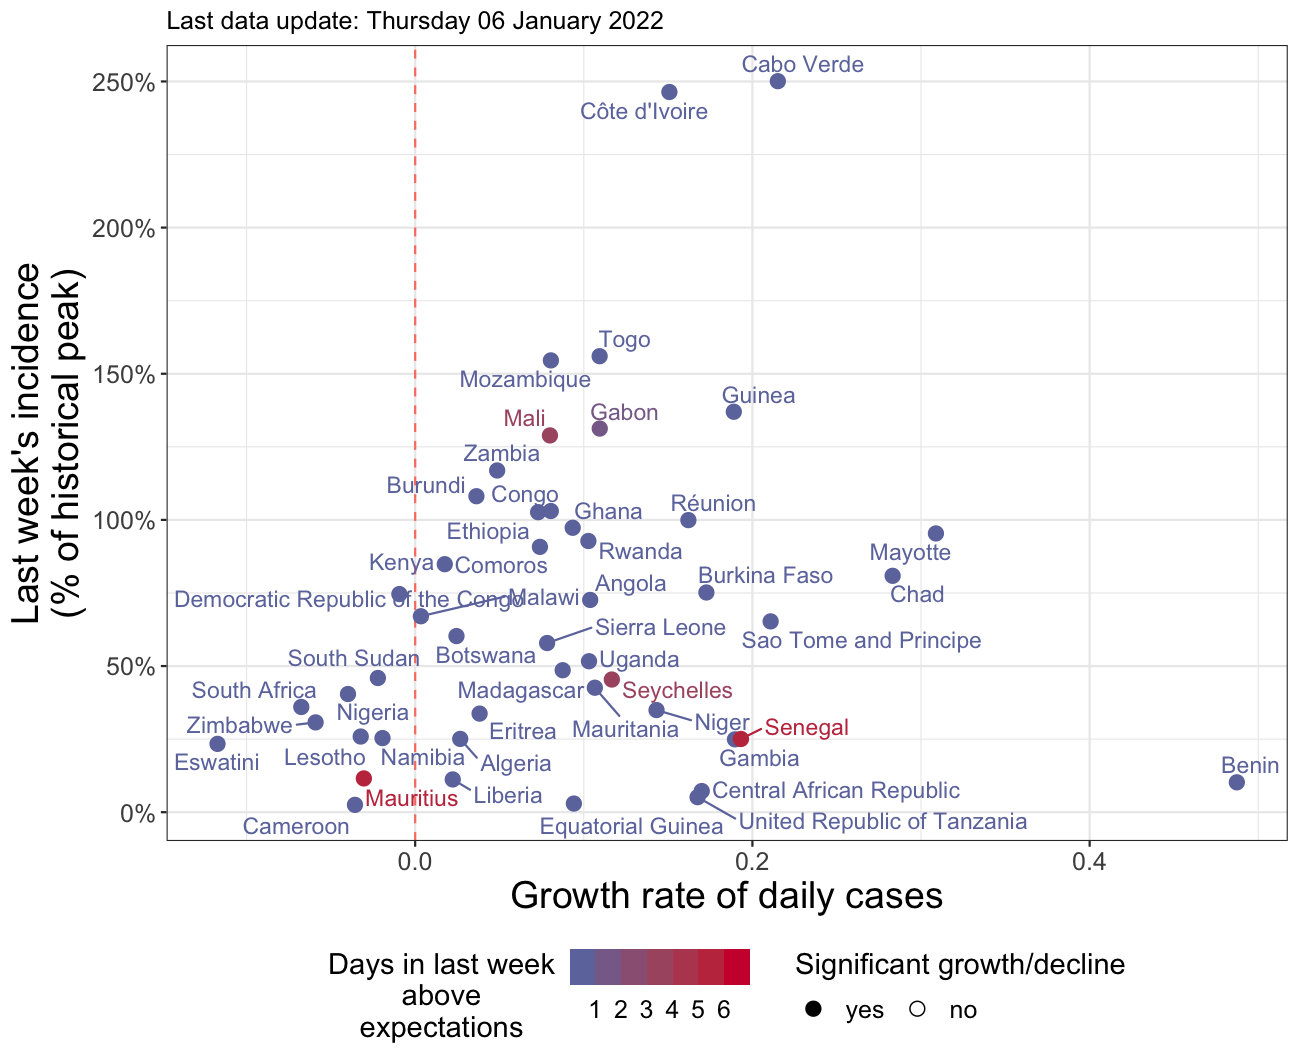 Last data update: Thursday 06 January 2022
Last week's incidence
(% of historical peak)
250%
200%
150%
100%
50%
0%
Cabo Verde
Côte d'Ivoire
Togo
Mozambique
Guinea
Mali
Gabon
Zambia
Burundi
Congo
Réunion
Ghana
Ethiopia
Rwanda
Mayotte
Kenya
Comoros
Burkina Faso
Angola
Chad
Democratic Republic of the Congo
Malawi
Sierra Leone
Sao Tome and Principe
Botswana
South Sudan
Uganda
South Africa
Madagascar
Seychelles
Nigeria
Zimbabwe
Niger
Mauritania
Senegal
Eritrea
Lesotho
Namibia
Gambia
Eswatini
Algeria
Benin
Central African Republic
Liberia
Mauritius
United Republic of Tanzania
Cameroon
Equatorial Guinea
0.0
0.2
0.4
Growth rate of daily cases
Days in last week
above
expectations
1 2 3 4 5 6
Significant growth/decline
yes
no